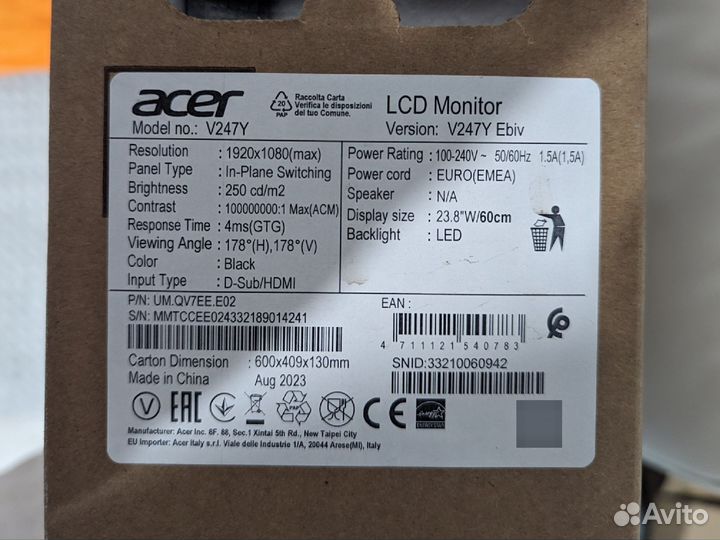 acer
Model no.: V247Y
20
PAP
Raccolta Carta
Verifica le disposizioni
del tuo Comune.
LCD Monitor
Version: V247Y Ebiv
Resolution : 1920x1080(max)
Panel Type : In-Plane Switching
Brightness : 250 cd/m2
Contrast : 100000000:1 Max(ACM)
Response Time : 4ms(GTG)
Viewing Angle : 178°(H),178°(V)
Color : Black
Input Type : D-Sub/HDMI
Power Rating : 100-240V~ 50/60Hz 1.5A(1,5A)
Power cord : EURO(EMEA)
Speaker : N/A
Display size : 23.8"W/60cm
Backlight : LED
P/N: UM.QV7EE.E02
S/N: MMTCCEE024332189014241
EAN :
4 711121 540783
SNID:33210060942
Carton Dimension : 600x409x130mm
Made in China Aug 2023
V EAC
PAP
CE
ENERGY STAR
Manufacturer: Acer Inc. 8F. 88, Sec.1 Xintai 5th Rd., New Taipei City
EU Importer: Acer Italy s.r.l. Viale delle Industrie 1/A, 20044 Arese(MI), Italy
Avito